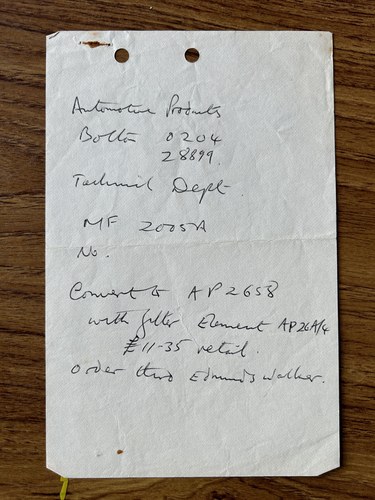 Automotive Products
Bolton 0204
28899.
Technical Dept.
MF 2005A
No.
Convert to AP265B
with filter Element AP26A/4
£11-35 retail.
Order thro Edmunds Walker.